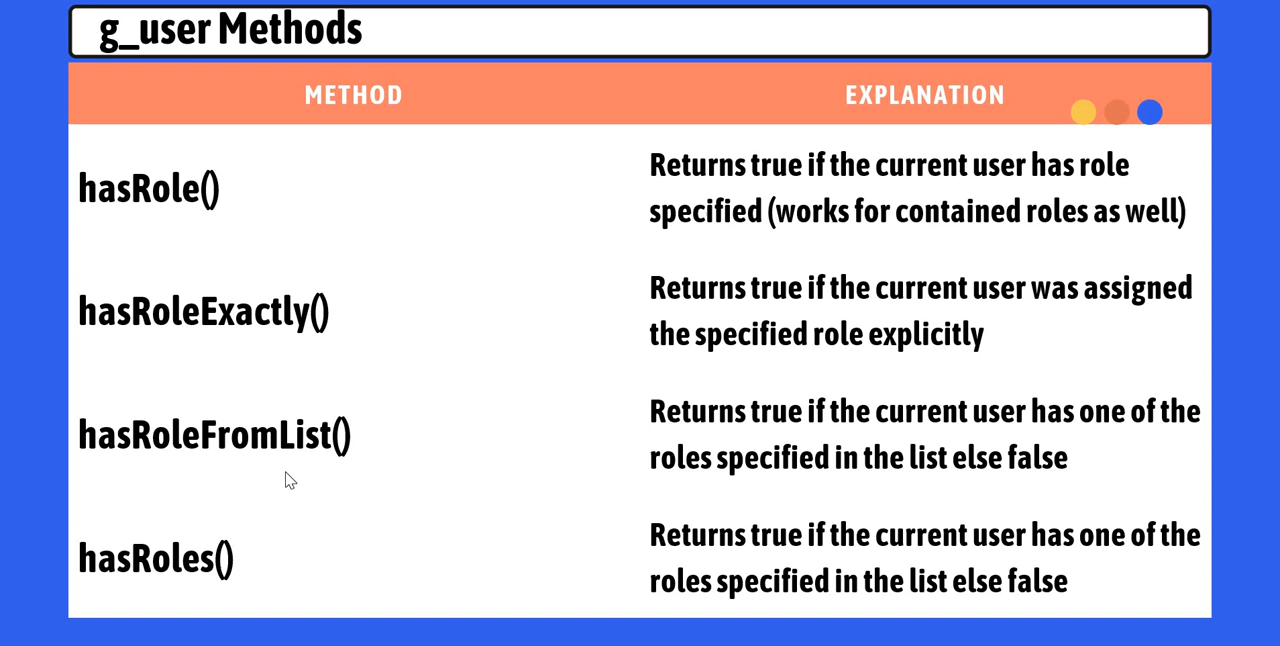 g_user Methods
METHOD
EXPLANATION
hasRole()
Returns true if the current user has role
specified (works for contained roles as well)
hasRoleExactly()
Returns true if the current user was assigned
the specified role explicitly
hasRoleFromList()
Returns true if the current user has one of the
roles specified in the list else false
hasRoles()
Returns true if the current user has one of the
roles specified in the list else false